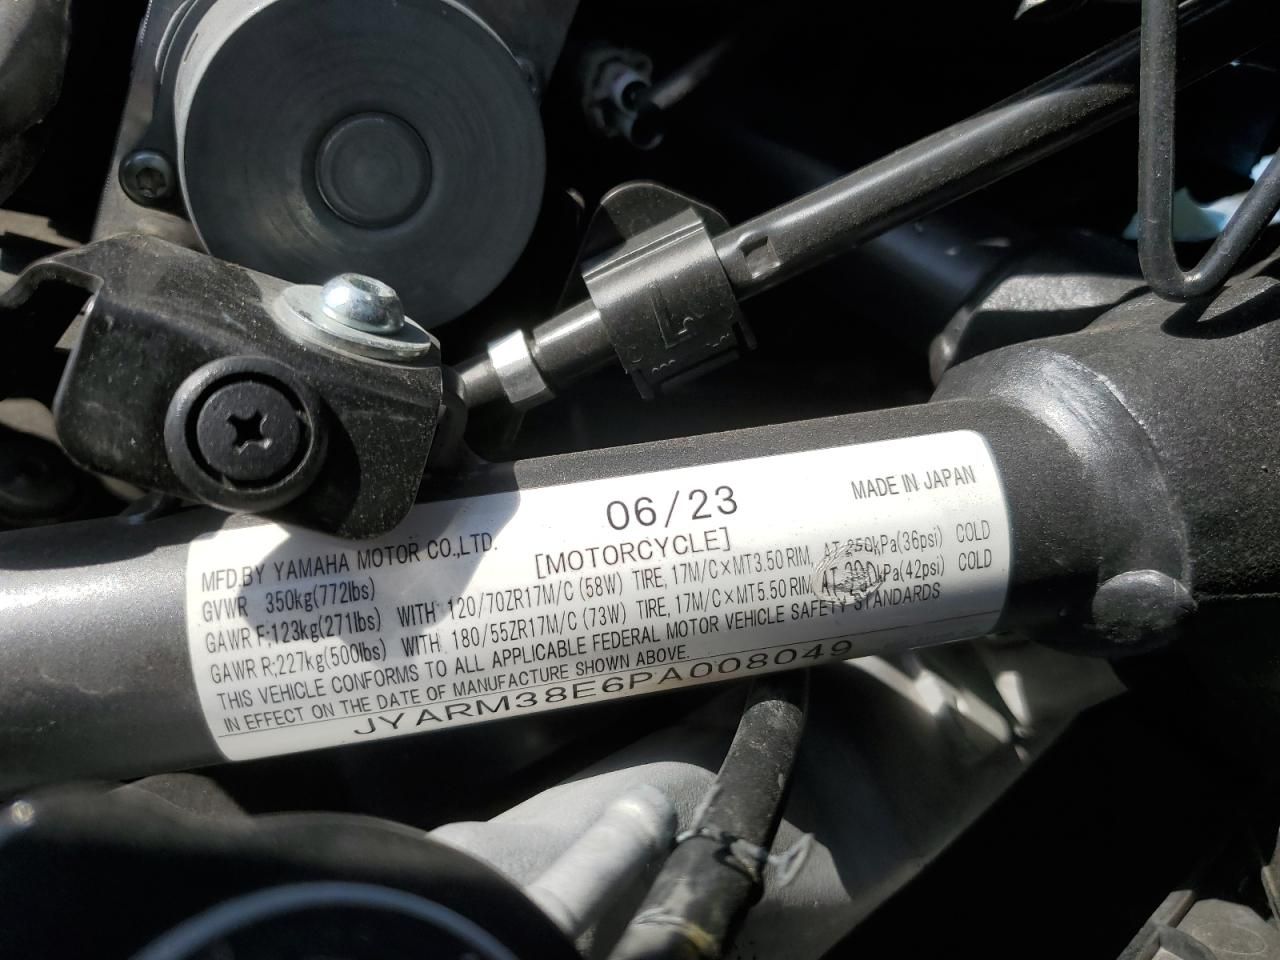 L
06/23
MADE IN JAPAN
MFD.BY YAMAHA MOTOR CO.,LTD.
[MOTORCYCLE]
GVWR 350kg(772lbs)
GAWR F;123kg(271lbs) WITH 120/70ZR17M/C (58W) TIRE, 17M/C×MT3.50 RIM, AT 250kPa(36psi) COLD
GAWR R;227kg(500lbs) WITH 180/55ZR17M/C (73W) TIRE, 17M/C×MT5.50 RIM, AT 290kPa(42psi) COLD
THIS VEHICLE CONFORMS TO ALL APPLICABLE FEDERAL MOTOR VEHICLE SAFETY STANDARDS
IN EFFECT ON THE DATE OF MANUFACTURE SHOWN ABOVE.
JYARM38E6PA008049